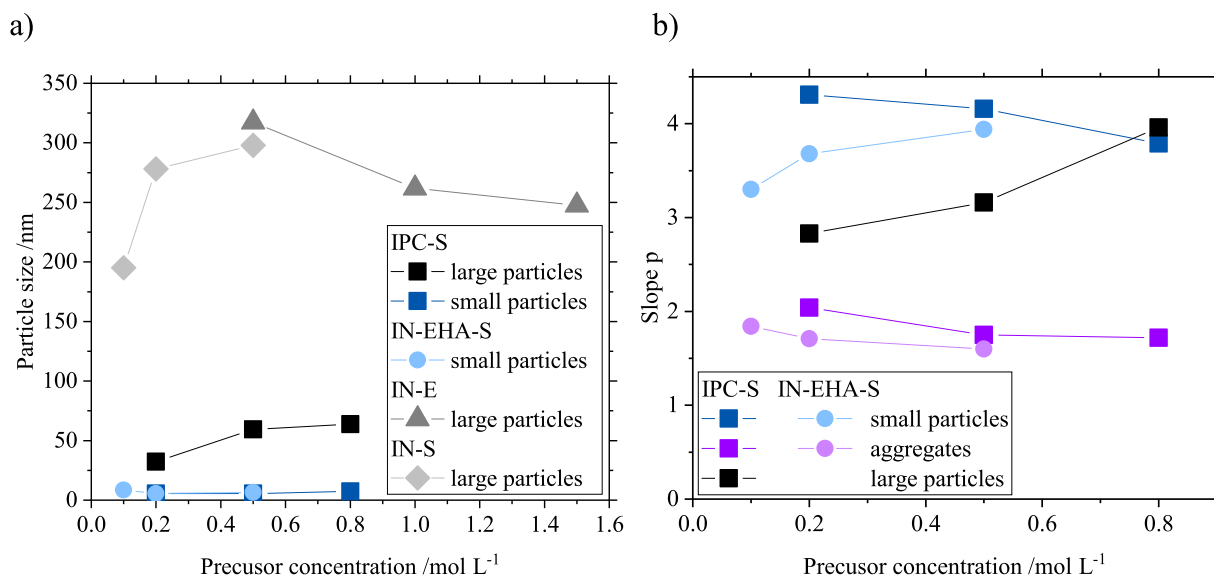 a)
350
300
250
200
150
100
50
0
Particle size /nm
0.0 0.2 0.4 0.6 0.8 1.0 1.2 1.4 1.6
Precusor concentration /mol L⁻¹
IPC-S
large particles
small particles
IN-EHA-S
small particles
IN-E
large particles
IN-S
large particles
b)
4
3
2
1
0
Slope p
0.0 0.2 0.4 0.6 0.8
Precusor concentration /mol L⁻¹
IPC-S IN-EHA-S
small particles
aggregates
large particles